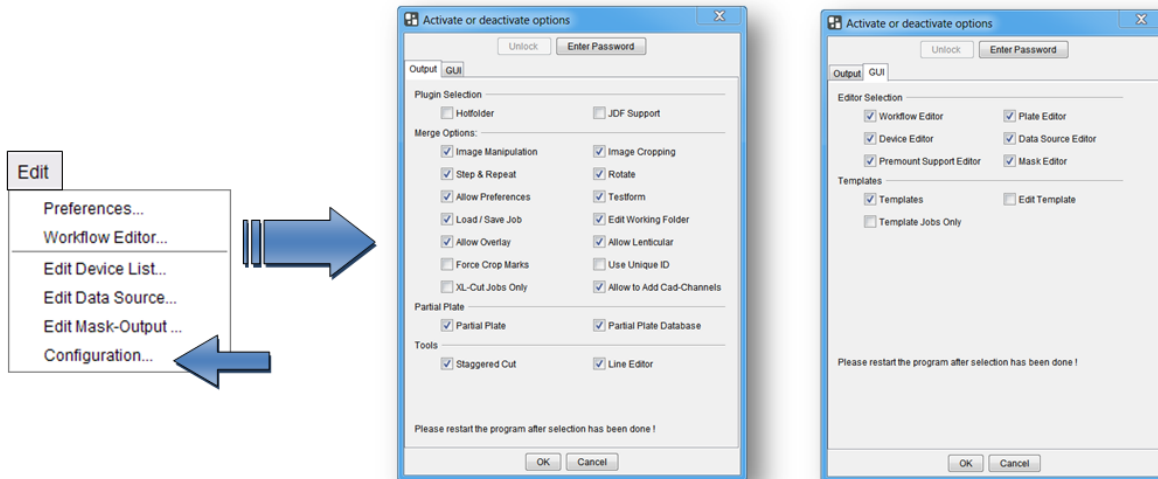 Edit
Preferences...
Workflow Editor...
Edit Device List...
Edit Data Source...
Edit Mask-Output ...
Configuration...
Activate or deactivate options
Unlock Enter Password
Output GUI
Plugin Selection
Hotfolder JDF Support
Merge Options:
Image Manipulation Image Cropping
Step & Repeat Rotate
Allow Preferences Testform
Load / Save Job Edit Working Folder
Allow Overlay Allow Lenticular
Force Crop Marks Use Unique ID
XL-Cut Jobs Only Allow to Add Cad-Channels
Partial Plate
Partial Plate Partial Plate Database
Tools
Staggered Cut Line Editor
Please restart the program after selection has been done !
OK Cancel
Activate or deactivate options
Unlock Enter Password
Output GUI
Editor Selection
Workflow Editor Plate Editor
Device Editor Data Source Editor
Premount Support Editor Mask Editor
Templates
Templates Edit Template
Template Jobs Only
Please restart the program after selection has been done !
OK Cancel